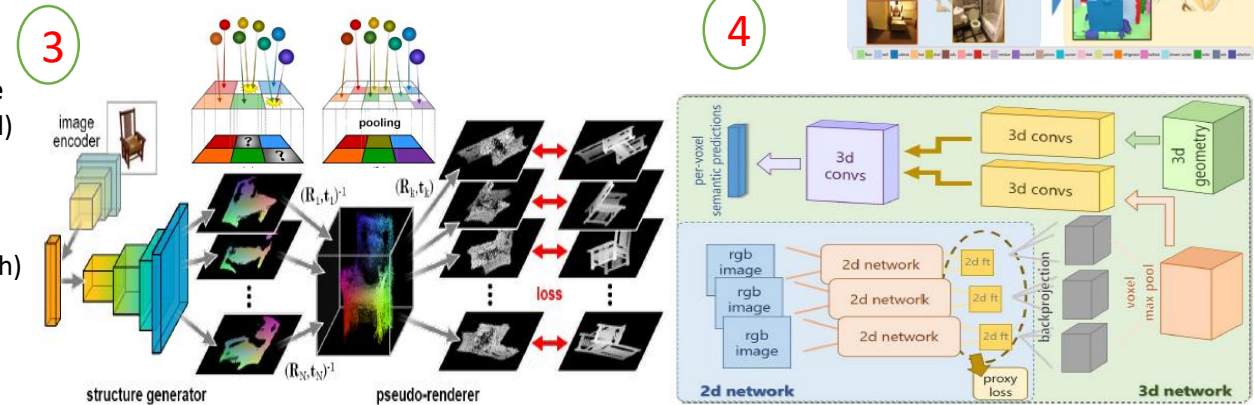 3
e
l)
h)
image
encoder
?
?
pooling
(R₁,t₁)⁻¹
(Rₖ,tₖ)
(R_N,t_N)⁻¹
loss
structure generator
pseudo-renderer
4
per-voxel
semantic predictions
3d
convs
3d convs
3d convs
3d
geometry
rgb
image
rgb
image
rgb
image
2d network
2d network
2d network
2d ft
2d ft
2d ft
backprojection
voxel
max pool
proxy
loss
2d network
3d network